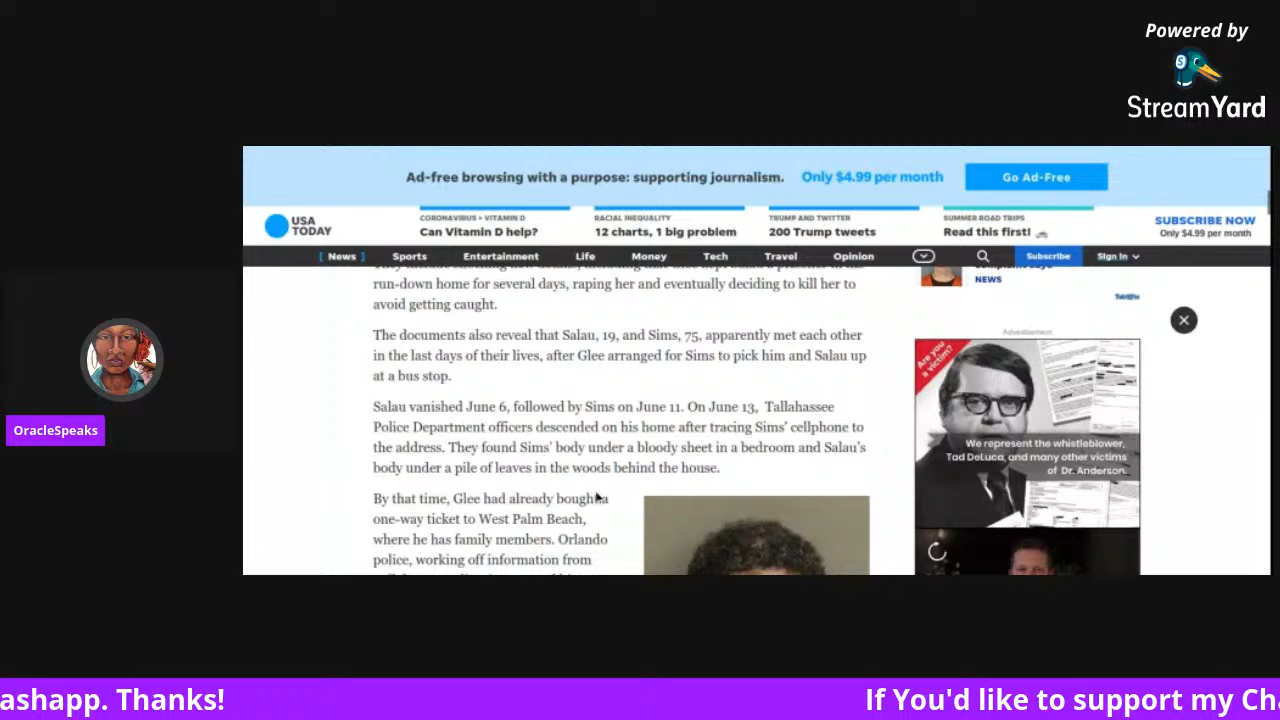 Powered by
StreamYard
Ad-free browsing with a purpose: supporting journalism. Only $4.99 per month Go Ad-Free
USA
TODAY
CORONAVIRUS + VITAMIN D
Can Vitamin D help?
RACIAL INEQUALITY
12 charts, 1 big problem
TRUMP AND TWITTER
200 Trump tweets
SUMMER ROAD TRIPS
Read this first!
SUBSCRIBE NOW
Only $4.99 per month
[ News ] Sports Entertainment Life Money Tech Travel Opinion Subscribe Sign In
run-down home for several days, raping her and eventually deciding to kill her to
avoid getting caught.
The documents also reveal that Salau, 19, and Sims, 75, apparently met each other
in the last days of their lives, after Glee arranged for Sims to pick him and Salau up
at a bus stop.
Salau vanished June 6, followed by Sims on June 11. On June 13, Tallahassee
Police Department officers descended on his home after tracing Sims' cellphone to
the address. They found Sims' body under a bloody sheet in a bedroom and Salau's
body under a pile of leaves in the woods behind the house.
By that time, Glee had already bought a
one-way ticket to West Palm Beach,
where he has family members. Orlando
police, working off information from
NEWS
Advertisement
Are you
a victim?
We represent the whistleblower,
Tad DeLuca, and many other victims
of Dr. Anderson.
OracleSpeaks
ashapp. Thanks! If You'd like to support my Ch